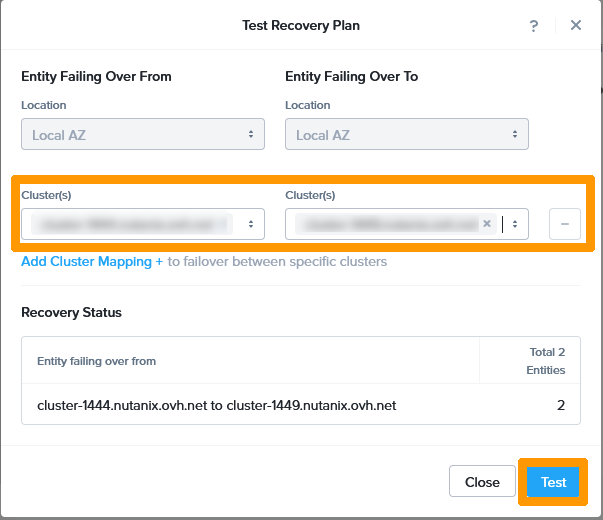 Test Recovery Plan
?
Entity Failing Over From
Entity Failing Over To
Location
Location
Local AZ
Local AZ
Cluster(s)
Cluster(s)
Add Cluster Mapping + to failover between specific clusters
Recovery Status
Entity failing over from
Total 2
Entities
cluster-1444.nutanix.ovh.net to cluster-1449.nutanix.ovh.net
2
Close
Test